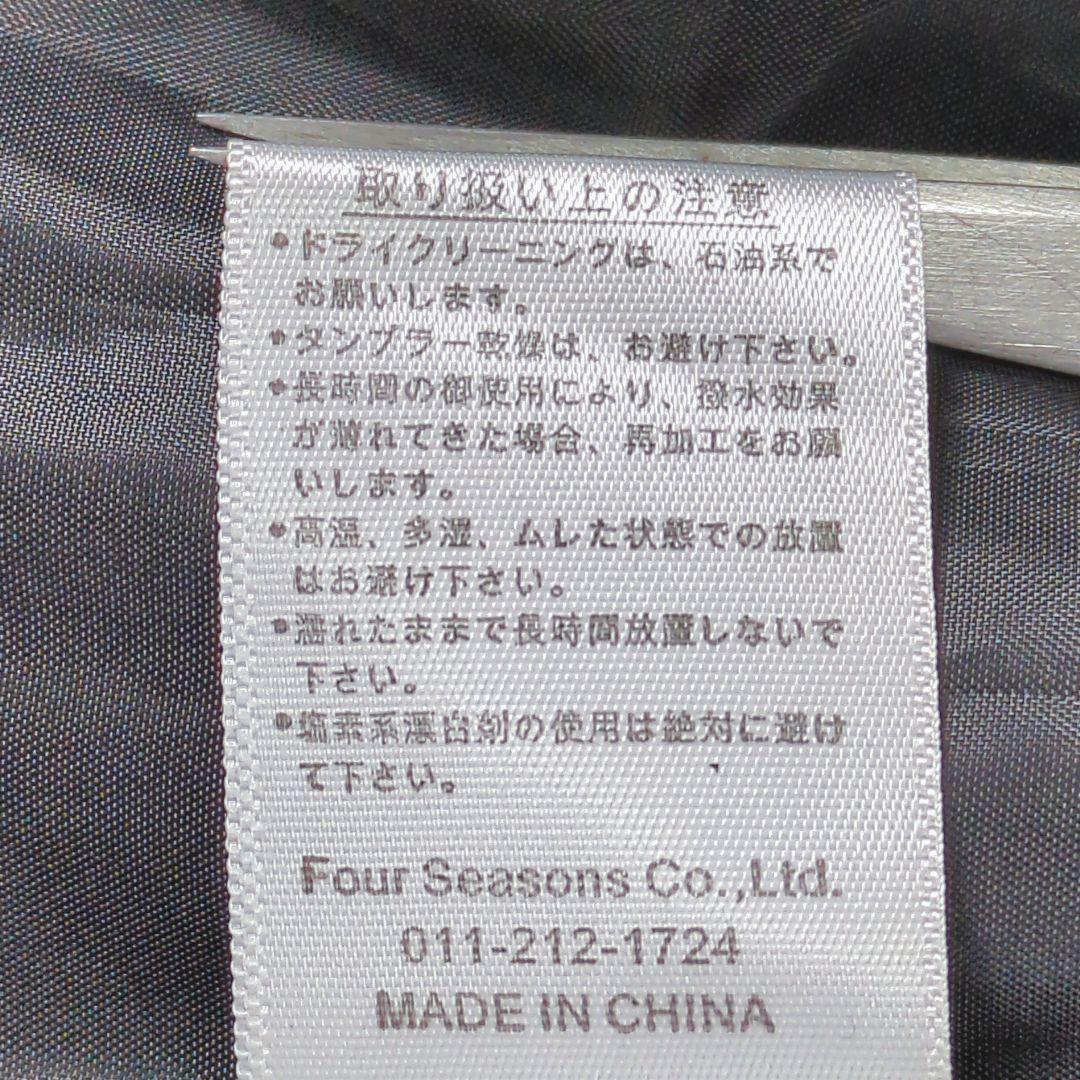 取り扱い上の注意
•ドライクリーニングは、石油系で
お願いします。
•タンブラー乾燥は、お避け下さい。
•長時間の御使用により、撥水効果
が薄れてきた場合、再加工をお願
いします。
•高温、多湿、ムレた状態での放置
はお避け下さい。
•濡れたままで長時間放置しないで
下さい。
•塩素系漂白剤の使用は絶対に避け
て下さい。
Four Seasons Co.,Ltd.
011-212-1724
MADE IN CHINA